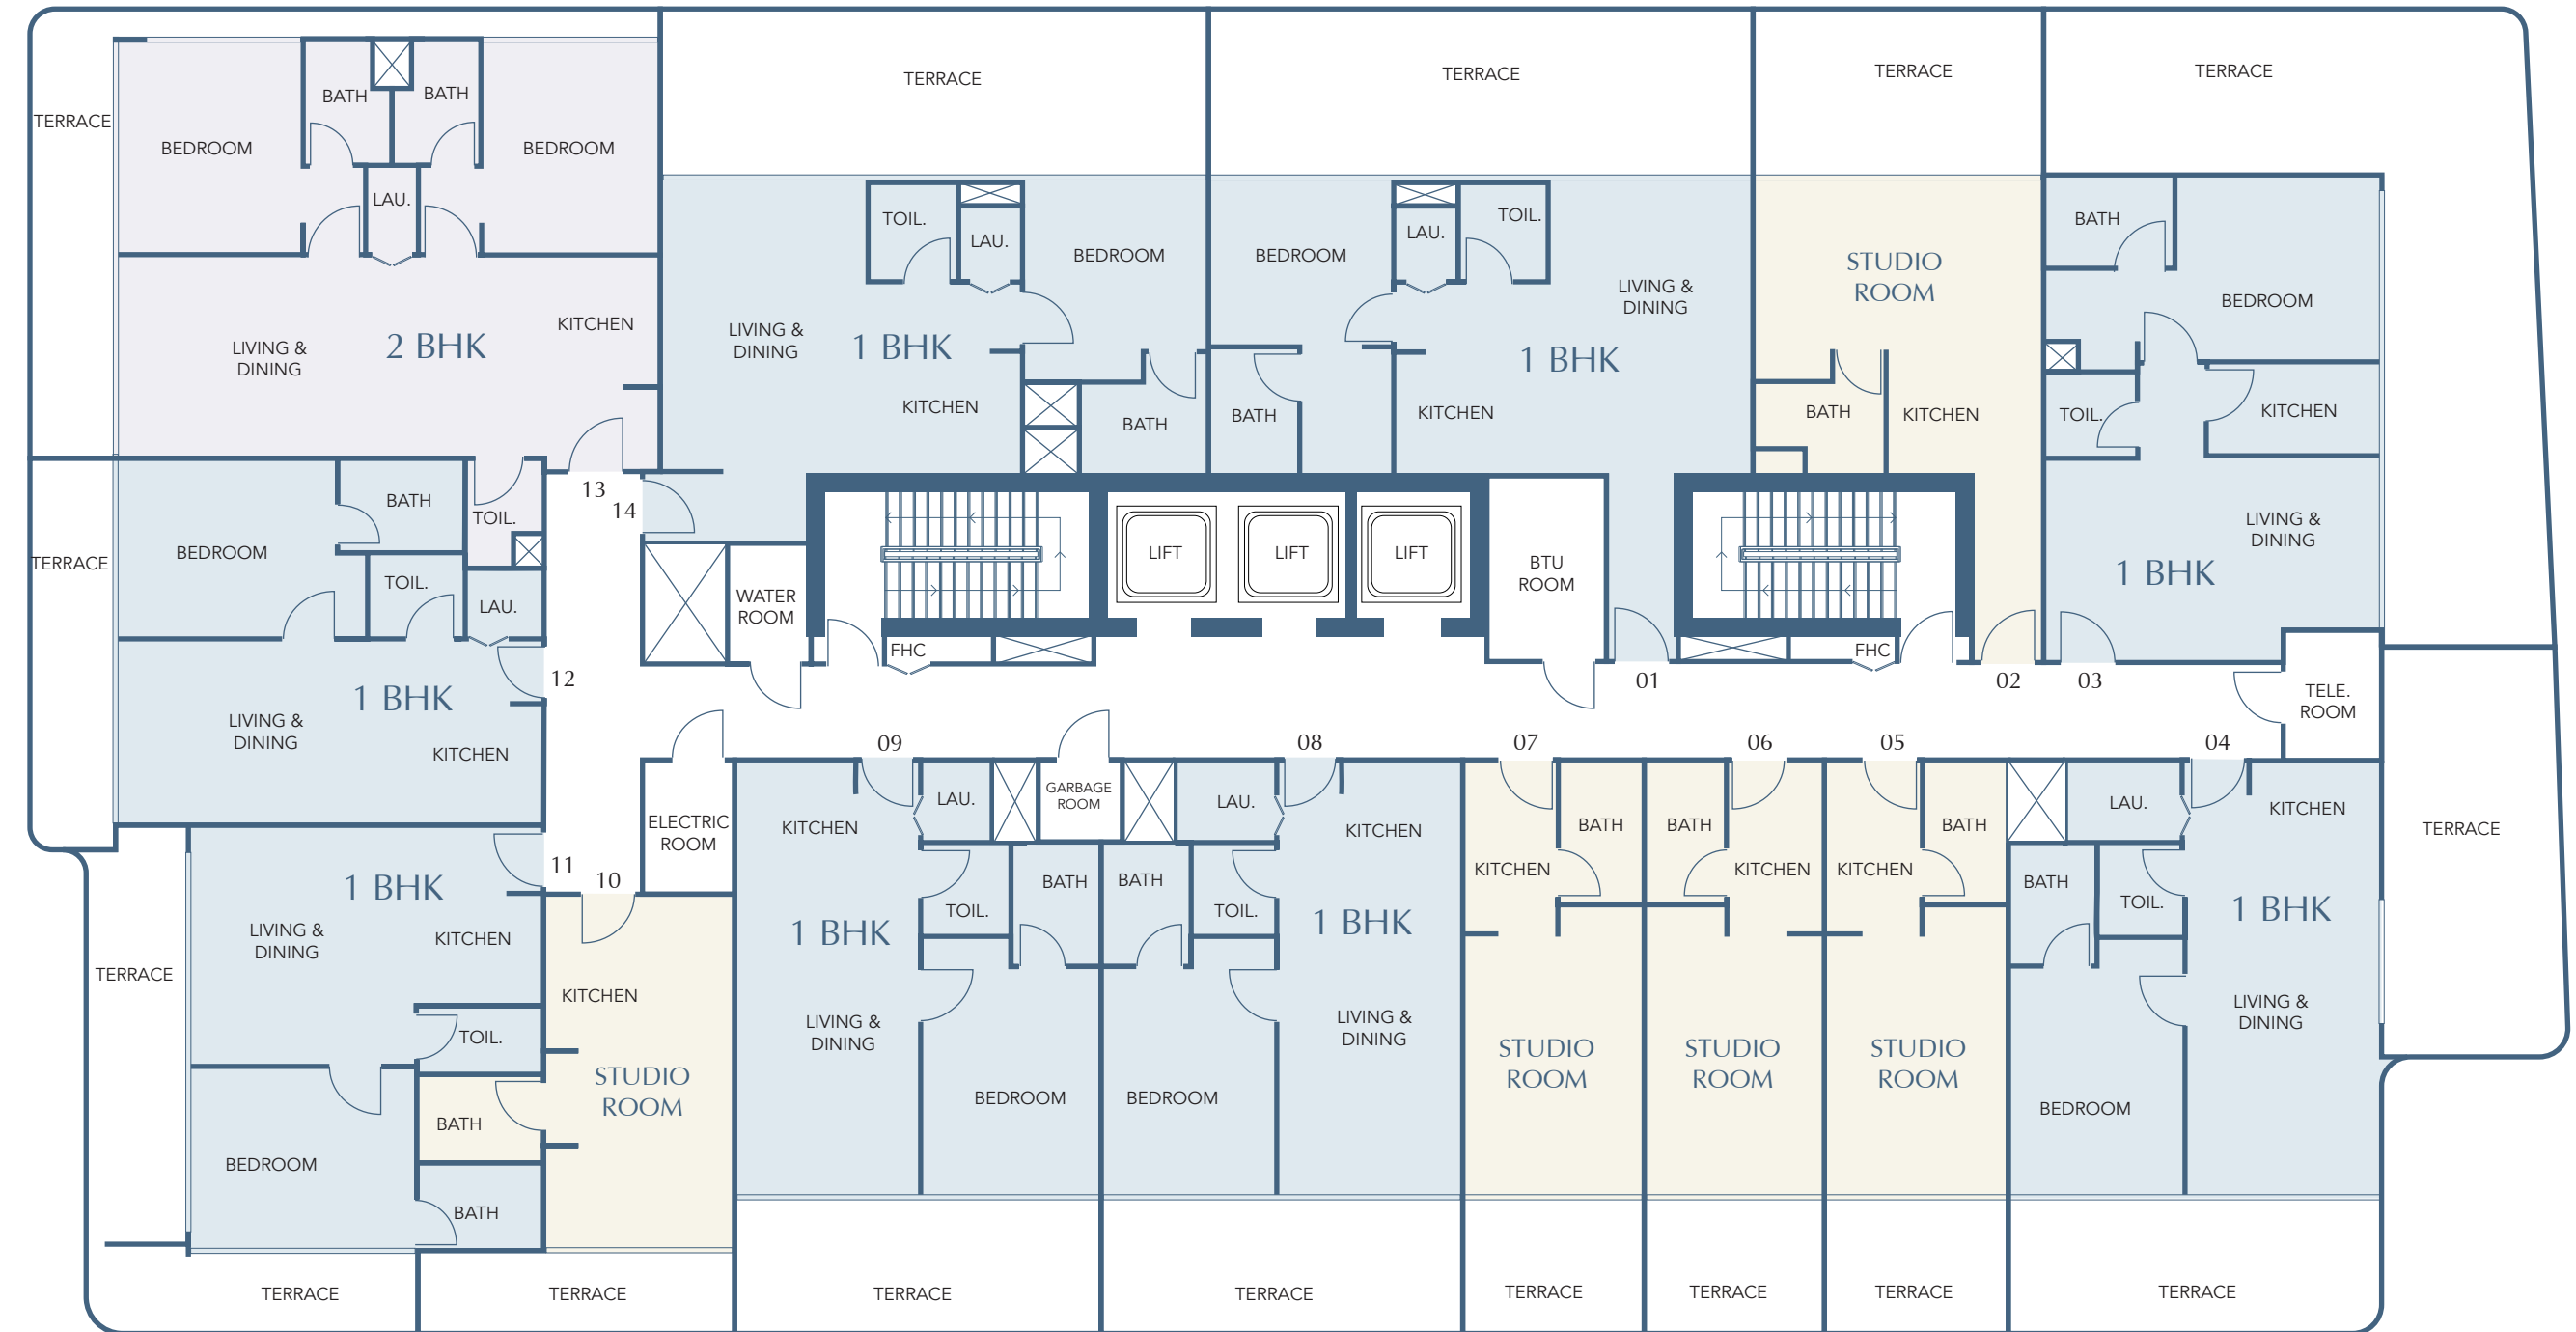 TERRACE
TERRACE
TERRACE
TERRACE
TERRACE
BATH
BATH
BEDROOM
BEDROOM
LAU.
LIVING &
DINING
2 BHK
KITCHEN
TOIL.
TOIL.
LAU.
BEDROOM
LIVING &
DINING
1 BHK
KITCHEN
BATH
BEDROOM
LAU.
TOIL.
LIVING &
DINING
1 BHK
KITCHEN
BATH
STUDIO
ROOM
BATH
KITCHEN
BATH
BEDROOM
TOIL.
KITCHEN
LIVING &
DINING
1 BHK
13
14
TERRACE
BEDROOM
BATH
TOIL.
LAU.
12
1 BHK
LIVING &
DINING
KITCHEN
WATER
ROOM
FHC
LIFT
LIFT
LIFT
BTU
ROOM
01
FHC
02
03
TELE.
ROOM
TERRACE
11
10
ELECTRIC
ROOM
09
GARBAGE
ROOM
08
07
06
05
04
1 BHK
LIVING &
DINING
KITCHEN
TOIL.
BATH
BEDROOM
BATH
TERRACE
KITCHEN
STUDIO
ROOM
KITCHEN
LAU.
1 BHK
TOIL.
BATH
LIVING &
DINING
BEDROOM
LAU.
KITCHEN
BATH
TOIL.
1 BHK
LIVING &
DINING
BEDROOM
BATH
KITCHEN
STUDIO
ROOM
BATH
KITCHEN
STUDIO
ROOM
BATH
KITCHEN
STUDIO
ROOM
LAU.
KITCHEN
BATH
TOIL.
1 BHK
LIVING &
DINING
BEDROOM
TERRACE
TERRACE
TERRACE
TERRACE
TERRACE
TERRACE
TERRACE
TERRACE